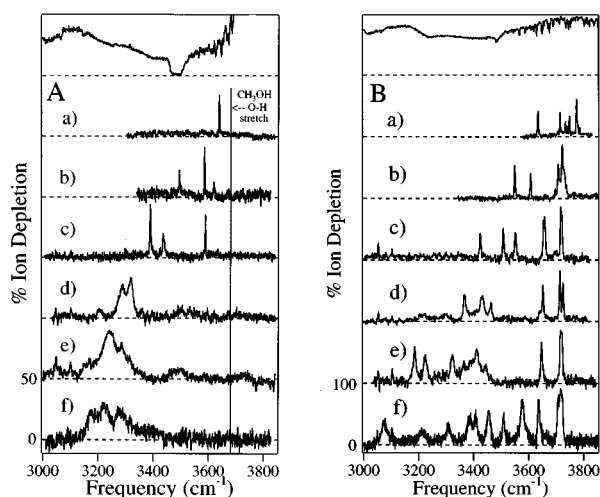 A
CH3OH
<-- O-H
stretch
a)
b)
c)
d)
e)
f)
% Ion Depletion
50
0
3000 3200 3400 3600 3800
Frequency (cm-1)
B
a)
b)
c)
d)
e)
f)
% Ion Depletion
100
0
3000 3200 3400 3600 3800
Frequency (cm-1)